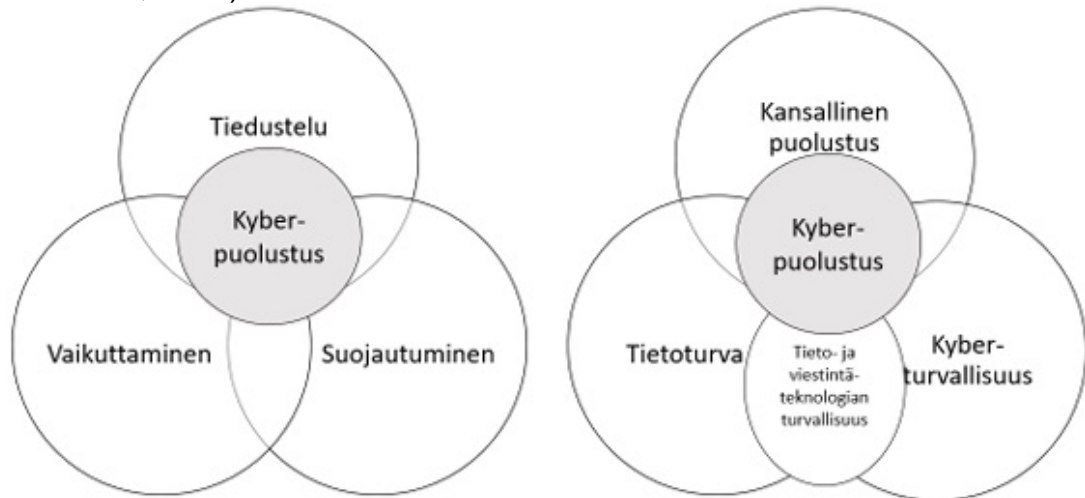 Tiedustelu
Kyber-
puolustus
Vaikuttaminen
Suojautuminen
Kansallinen
puolustus
Kyber-
puolustus
Tietoturva
Tieto- ja
viestintä-
teknologian
turvallisuus
Kyber-
turvallisuus